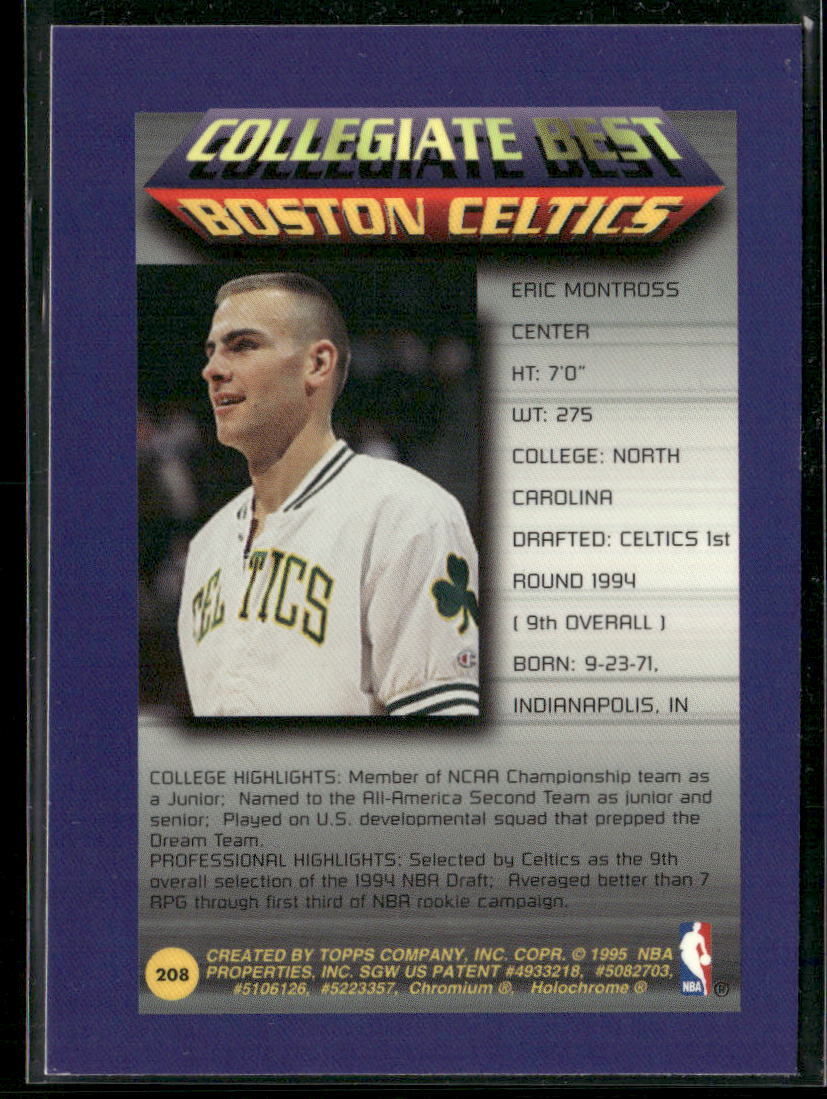 COLLEGIATE BEST
BOSTON CELTICS
ERIC MONTROSS
CENTER
HT: 7'0"
WT: 275
COLLEGE: NORTH
CAROLINA
DRAFTED: CELTICS 1st
ROUND 1994
( 9th OVERALL )
BORN: 9-23-71,
INDIANAPOLIS, IN
CELTICS
COLLEGE HIGHLIGHTS: Member of NCAA Championship team as
a Junior; Named to the All-America Second Team as junior and
senior; Played on U.S. developmental squad that prepped the
Dream Team.
PROFESSIONAL HIGHLIGHTS: Selected by Celtics as the 9th
overall selection of the 1994 NBA Draft; Averaged better than 7
RPG through first third of NBA rookie campaign.
208
CREATED BY TOPPS COMPANY, INC. COPR. © 1995 NBA
PROPERTIES, INC. SGW US PATENT #4933218, #5082703,
#5106126, #5223357, Chromium ®, Holochrome ®
NBA ®